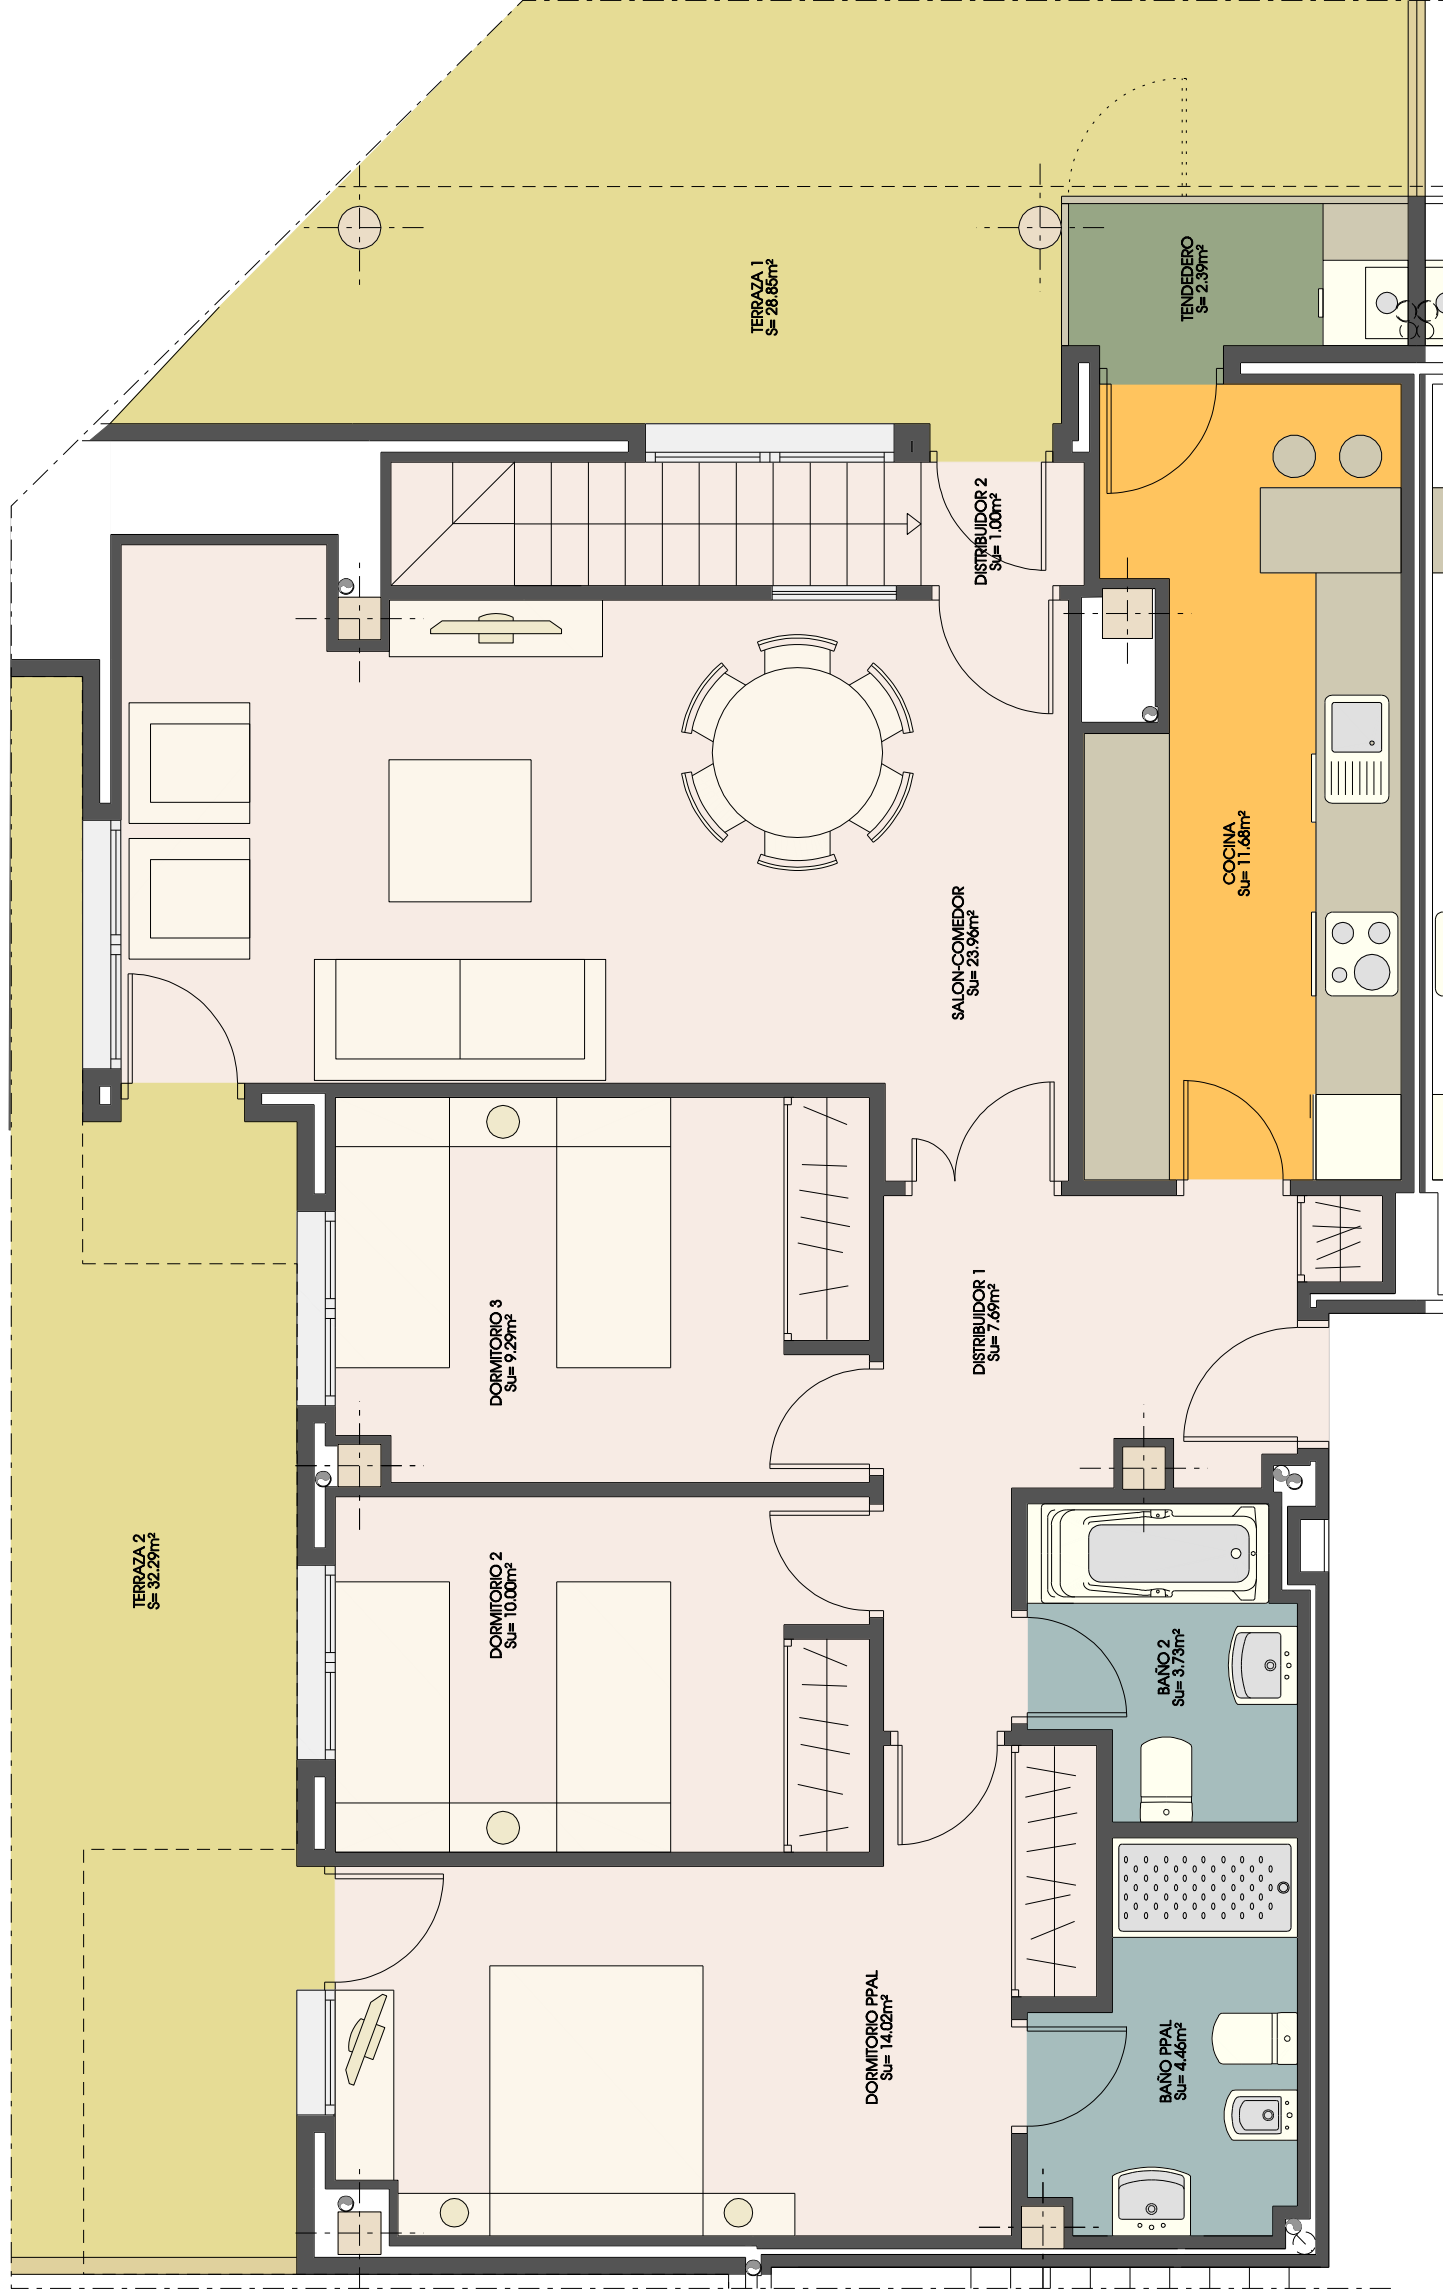 TERRAZA 1
S= 28.85m²
TENDEDERO
S= 2.39m²
DISTRIBUIDOR 2
Su= 1.00m²
COCINA
Su= 11.68m²
SALON-COMEDOR
Su= 23.96m²
DISTRIBUIDOR 1
Su= 7.69m²
DORMITORIO 3
Su= 9.29m²
TERRAZA 2
S= 32.29m²
DORMITORIO 2
Su= 10.00m²
BAÑO 2
Su= 3.73m²
DORMITORIO PPAL
Su= 14.02m²
BAÑO PPAL
Su= 4.46m²